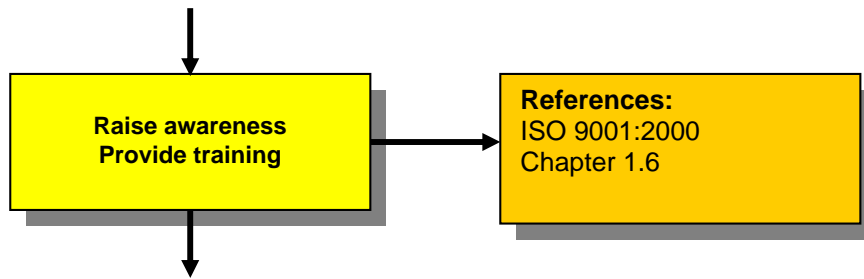 Raise awareness
Provide training
References:
ISO 9001:2000
Chapter 1.6